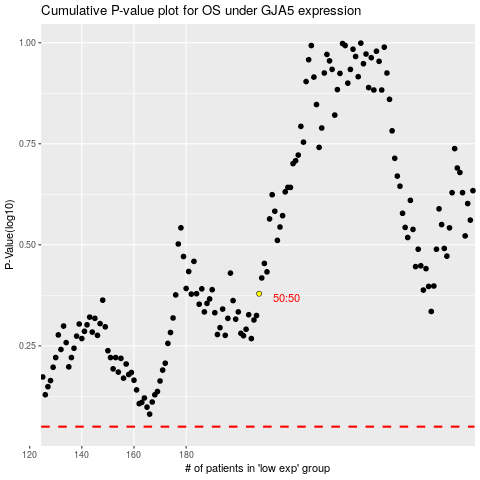 Cumulative P-value plot for OS under GJA5 expression
P-Value(log10)
1.00
0.75
0.50
0.25
50:50
120 140 160 180
# of patients in 'low exp' group